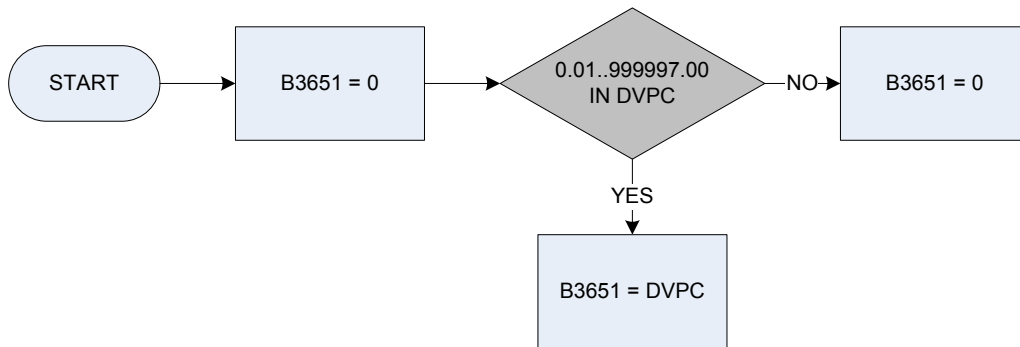 START
B3651 = 0
0.01..999997.00
IN DVPC
NO
B3651 = 0
YES
B3651 = DVPC